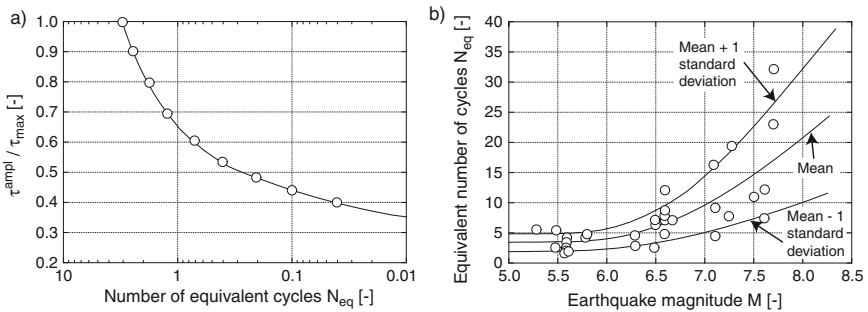 a)
τ^ampl / τ_max [-]
1.0
0.9
0.8
0.7
0.6
0.5
0.4
0.3
0.2
10
1
0.1
0.01
Number of equivalent cycles N_eq [-]
b)
Equivalent number of cycles N_eq [-]
40
35
30
25
20
15
10
5
0
Mean + 1
standard
deviation
Mean
Mean - 1
standard
deviation
5.0
5.5
6.0
6.5
7.0
7.5
8.0
8.5
Earthquake magnitude M [-]